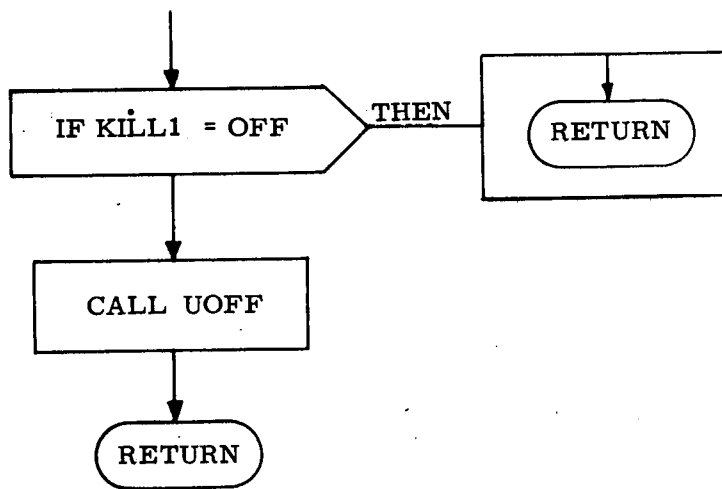 IF KILL1 = OFF
THEN
RETURN
CALL UOFF
RETURN